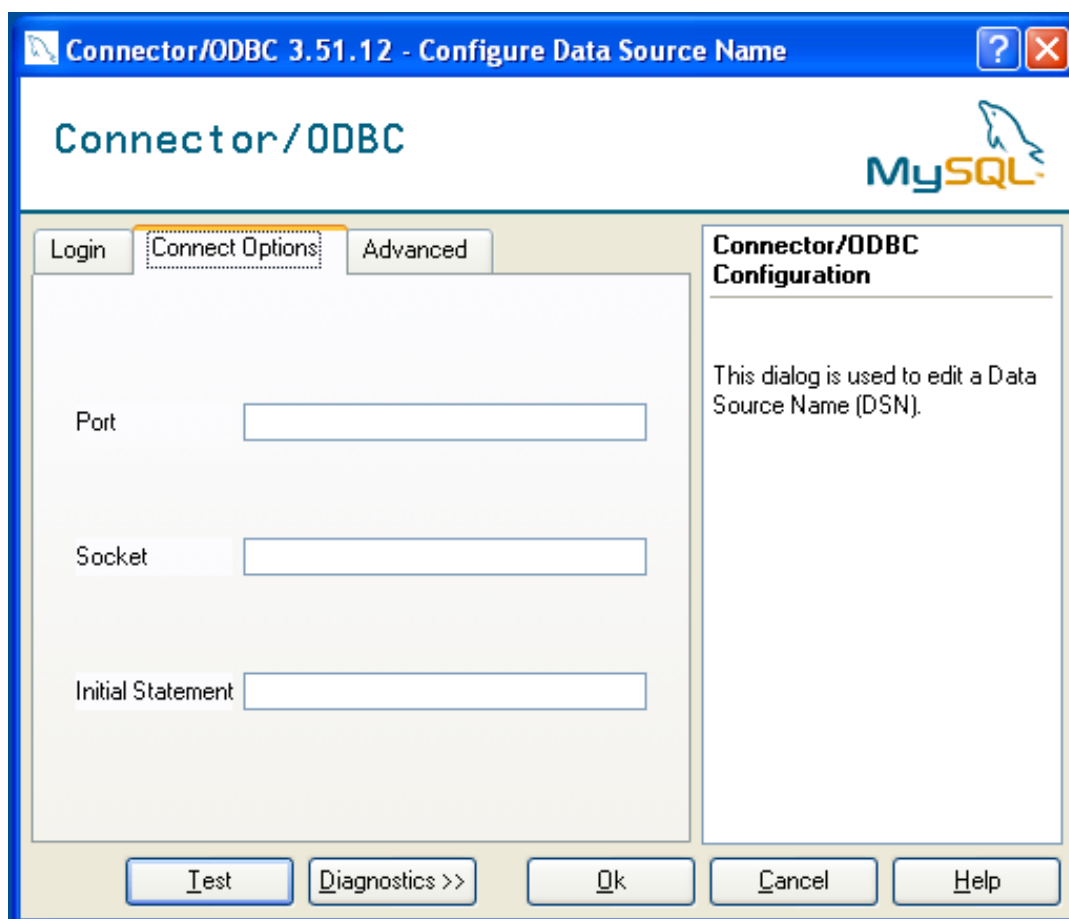 Connector/ODBC 3.51.12 - Configure Data Source Name
Connector/ODBC
MySQL
Login
Connect Options
Advanced
Port
Socket
Initial Statement
Connector/ODBC
Configuration
This dialog is used to edit a Data
Source Name (DSN).
Test
Diagnostics >>
Ok
Cancel
Help